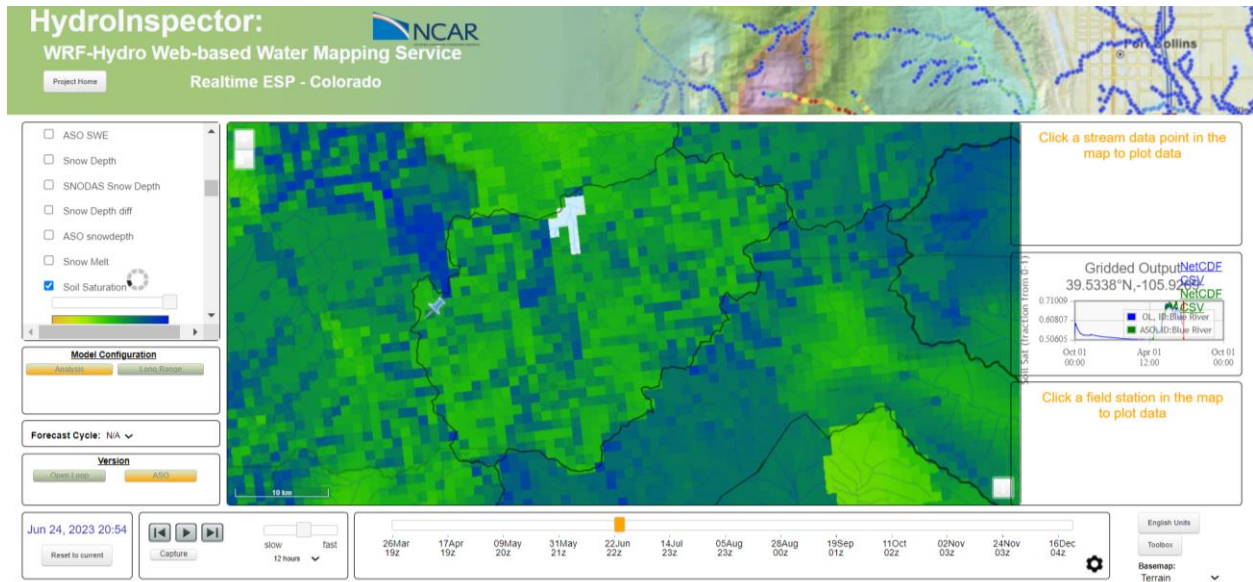 HydroInspector:
NCAR
WRF-Hydro Web-based Water Mapping Service
Project Home
Realtime ESP - Colorado
Fort Collins
ASO SWE
Snow Depth
SNODAS Snow Depth
Snow Depth diff
ASO snowdepth
Snow Melt
Soil Saturation
Model Configuration
Analysis
Long Range
Forecast Cycle: N/A
Version
Open Loop
ASO
10 km
Click a stream data point in the
map to plot data
Gridded Output
NetCDF
CSV
NetCDF
CSV
Soil Sat (fraction from 0-1)
0.71009
0.60807
0.50605
OL, ID:Blue River
ASO, ID:Blue River
Oct 01
00:00
Apr 01
12:00
Oct 01
00:00
Click a field station in the map
to plot data
Jun 24, 2023 20:54
Reset to current
Capture
slow
fast
12 hours
26Mar
19z
17Apr
19z
09May
20z
31May
21z
22Jun
22z
14Jul
23z
05Aug
23z
28Aug
00z
19Sep
01z
11Oct
02z
02Nov
03z
24Nov
03z
16Dec
04z
English Units
Toolbox
Basemap:
Terrain